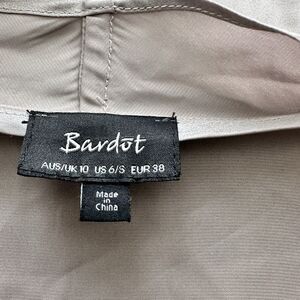 Bardot
AUS/UK 10 US 6/S EUR 38
Made
in
China